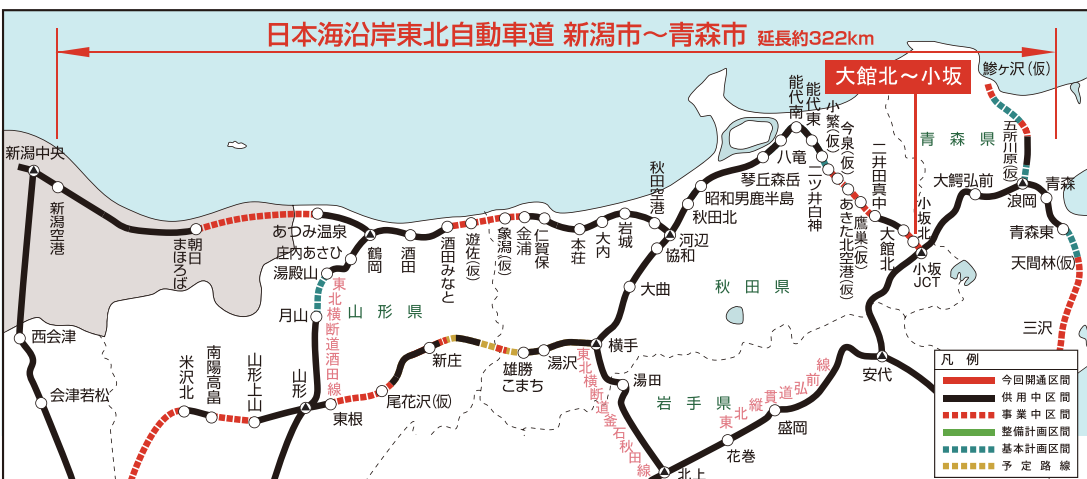 日本海沿岸東北自動車道 新潟市～青森市 延長約322km
大館北～小坂
鰺ヶ沢(仮)
五所川原(仮)
青森県
大鰐弘前
浪岡
青森
青森東
天間林(仮)
三沢
新潟中央
新潟空港
朝日まほろば
あつみ温泉
庄内あさひ
湯殿山
鶴岡
酒田
酒田みなと
遊佐(仮)
象潟(仮)
金浦
仁賀保
本荘
大内
岩城
秋田空港
河辺
協和
秋田北
昭和男鹿半島
琴丘森岳
八竜
能代南
能代東
小繋(仮)
今泉(仮)
二ツ井白神
二井田真中
あきた北空港(仮)
鷹巣(仮)
大館北
小坂北
小坂JCT
月山
東北横断道酒田線
山形県
秋田県
大曲
西会津
会津若松
米沢北
南陽高畠
山形上山
山形
東根
尾花沢(仮)
新庄
雄勝こまち
湯沢
横手
湯田
東北横断道釜石秋田線
岩手県
東北縦貫道弘前線
北上
花巻
盛岡
安代
凡 例
今回開通区間
供用中区間
事業中区間
整備計画区間
基本計画区間
予定路線